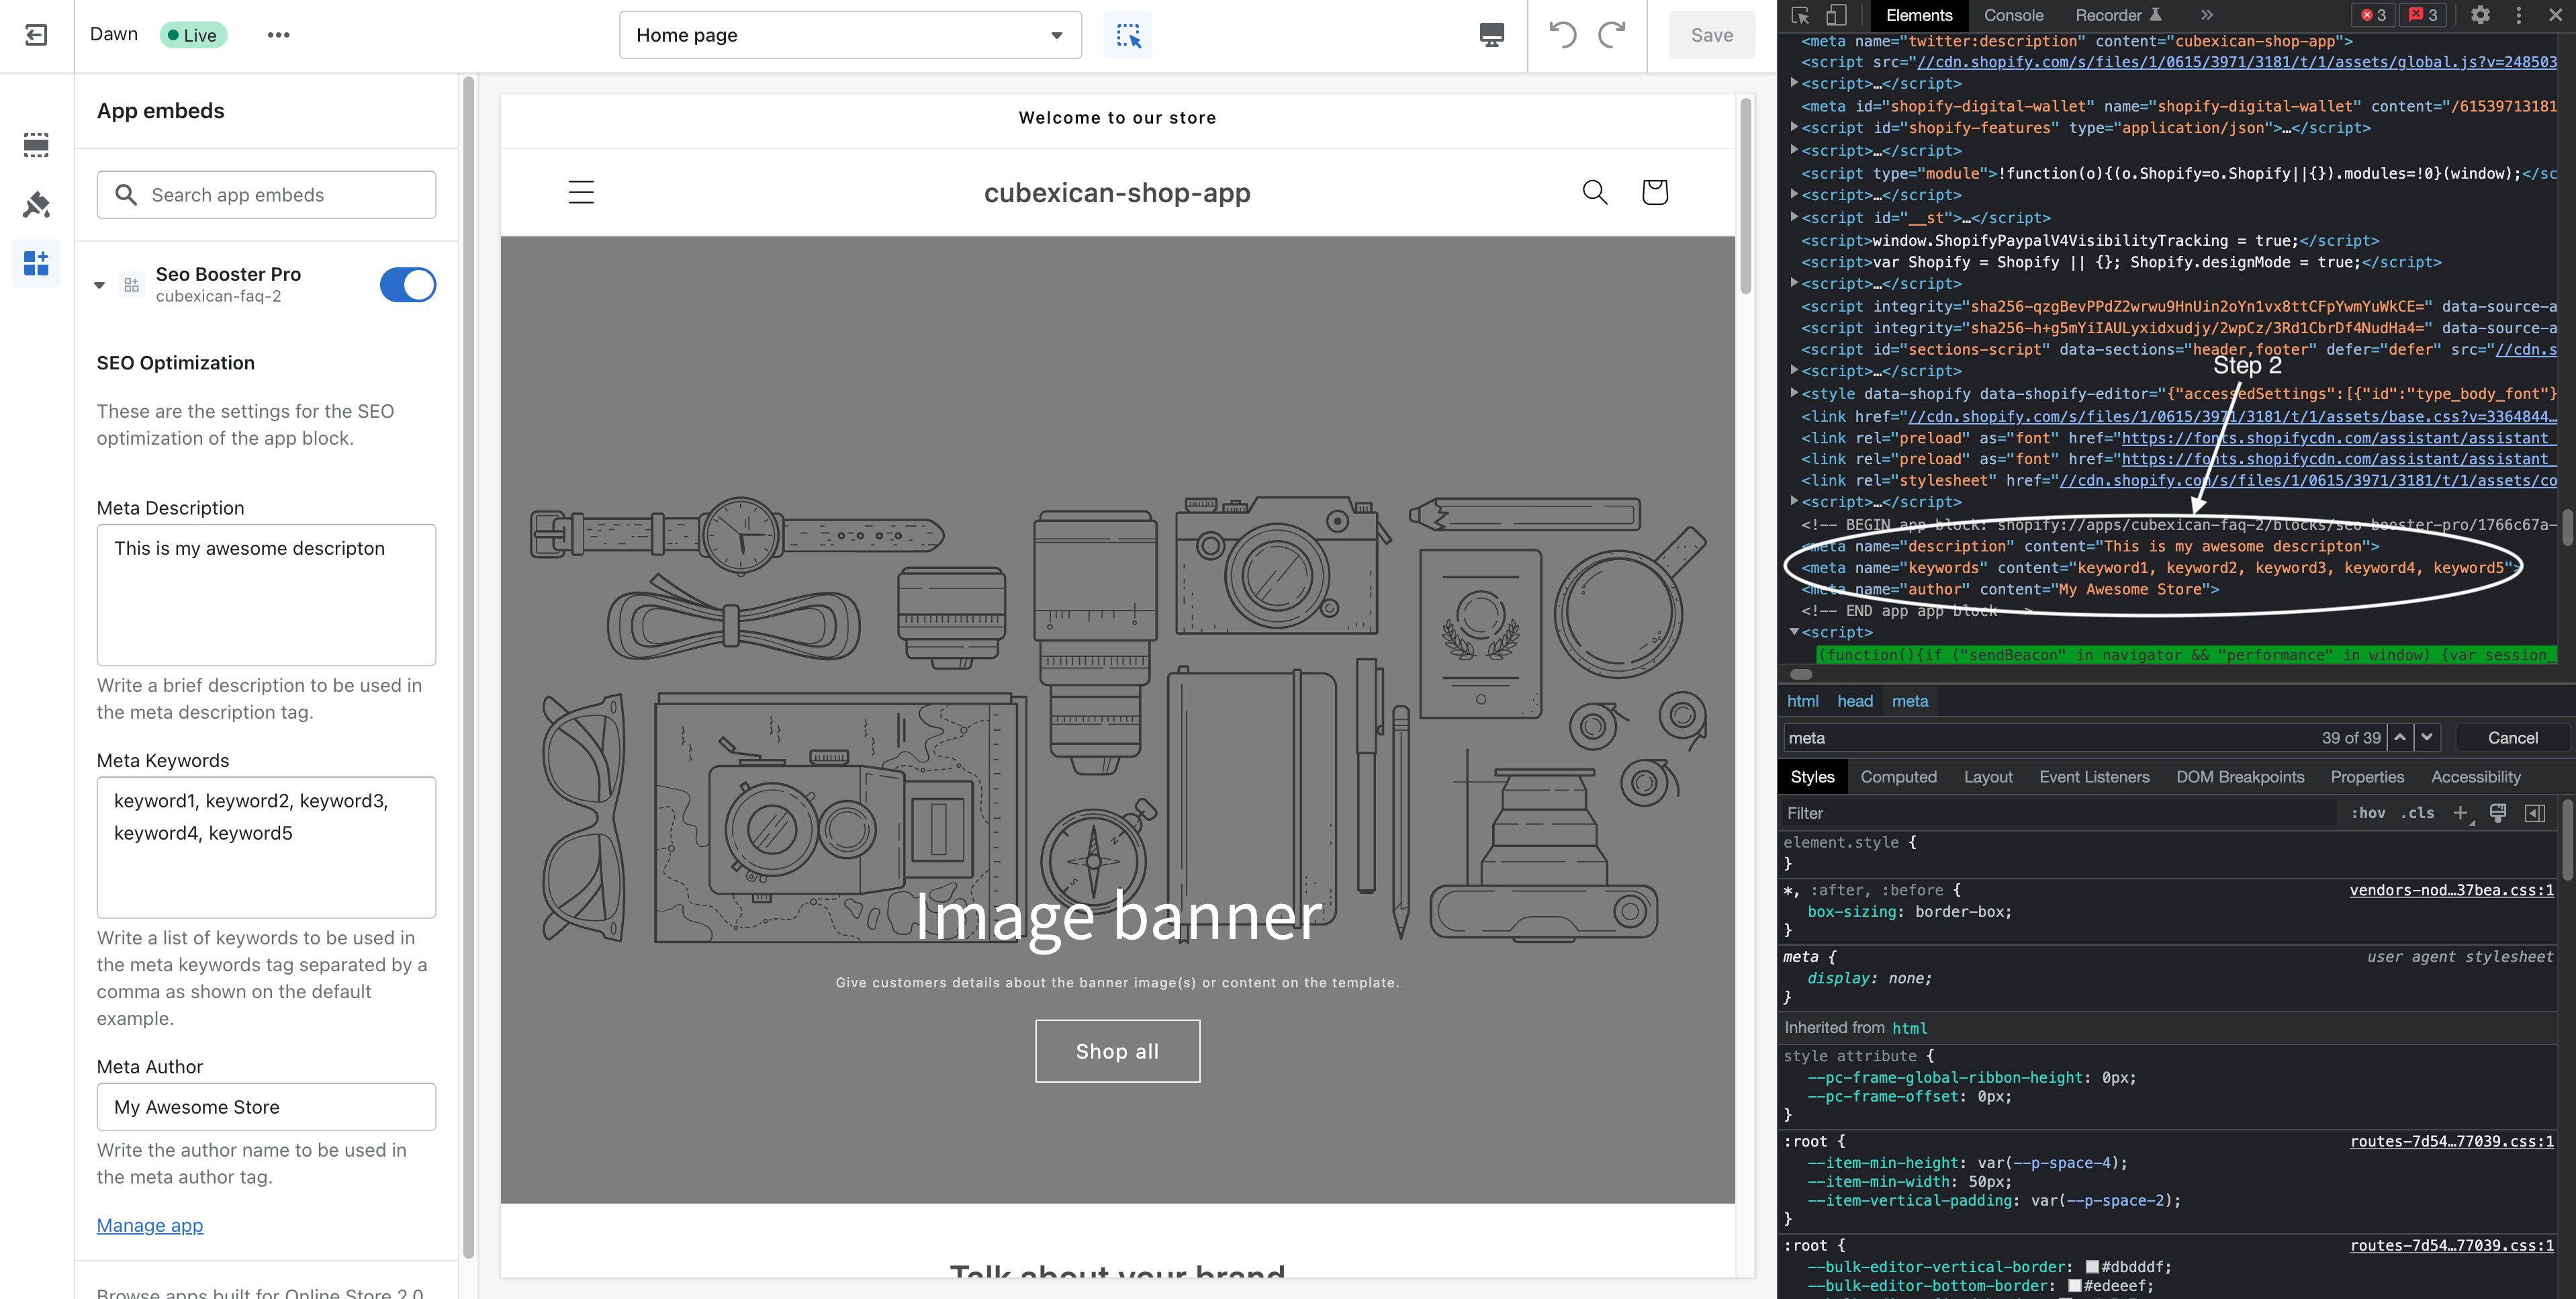 Dawn
Live
Home page
Save
App embeds
Search app embeds
Seo Booster Pro
cubexican-faq-2
SEO Optimization
These are the settings for the SEO
optimization of the app block.
Meta Description
This is my awesome descripton
Write a brief description to be used in
the meta description tag.
Meta Keywords
keyword1, keyword2, keyword3,
keyword4, keyword5
Write a list of keywords to be used in
the meta keywords tag separated by a
comma as shown on the default
example.
Meta Author
My Awesome Store
Write the author name to be used in
the meta author tag.
Manage app
Browse apps built for Online Store 2.0
Welcome to our store
cubexican-shop-app
Image banner
Give customers details about the banner image(s) or content on the template.
Shop all
Talk about your brand
Elements Console Recorder » 3 3
<meta name="twitter:description" content="cubexican-shop-app">
<script src="//cdn.shopify.com/s/files/1/0615/3971/3181/t/1/assets/global.js?v=248503
<script>…</script>
<meta id="shopify-digital-wallet" name="shopify-digital-wallet" content="/61539713181
<script id="shopify-features" type="application/json">…</script>
<script>…</script>
<script type="module">!function(o){(o.Shopify=o.Shopify||{}).modules=!0}(window);</sc
<script>…</script>
<script id="__st">…</script>
<script>window.ShopifyPaypalV4VisibilityTracking = true;</script>
<script>var Shopify = Shopify || {}; Shopify.designMode = true;</script>
<script>…</script>
<script integrity="sha256-qzgBevPPdZ2wrwu9HnUin2oYn1vx8ttCFpYwmYuWkCE=" data-source-a
<script integrity="sha256-h+g5mYiIAULyxidxudjy/2wpCz/3Rd1CbrDf4NudHa4=" data-source-a
<script id="sections-script" data-sections="header,footer" defer="defer" src="//cdn.s
Step 2
<script>…</script>
<style data-shopify data-shopify-editor="{"accessedSettings":[{"id":"type_body_font"}
<link href="//cdn.shopify.com/s/files/1/0615/3971/3181/t/1/assets/base.css?v=3364844…
<link rel="preload" as="font" href="https://fonts.shopifycdn.com/assistant/assistant_
<link rel="preload" as="font" href="https://fonts.shopifycdn.com/assistant/assistant_
<link rel="stylesheet" href="//cdn.shopify.com/s/files/1/0615/3971/3181/t/1/assets/co
<script>…</script>
<!-- BEGIN app block: shopify://apps/cubexican-faq-2/blocks/seo-booster-pro/1766c67a-
<meta name="description" content="This is my awesome descripton">
<meta name="keywords" content="keyword1, keyword2, keyword3, keyword4, keyword5">
<meta name="author" content="My Awesome Store">
<!-- END app app block -->
<script>
(function(){if ("sendBeacon" in navigator && "performance" in window) {var session_
html head meta
meta 39 of 39 Cancel
Styles Computed Layout Event Listeners DOM Breakpoints Properties Accessibility
Filter :hov .cls +
element.style {
}
*, :after, :before { vendors-nod…37bea.css:1
box-sizing: border-box;
}
meta { user agent stylesheet
display: none;
}
Inherited from html
style attribute {
--pc-frame-global-ribbon-height: 0px;
--pc-frame-offset: 0px;
}
:root { routes-7d54…77039.css:1
--item-min-height: var(--p-space-4);
--item-min-width: 50px;
--item-vertical-padding: var(--p-space-2);
}
:root { routes-7d54…77039.css:1
--bulk-editor-vertical-border: #dbdddf;
--bulk-editor-bottom-border: #edeeef;